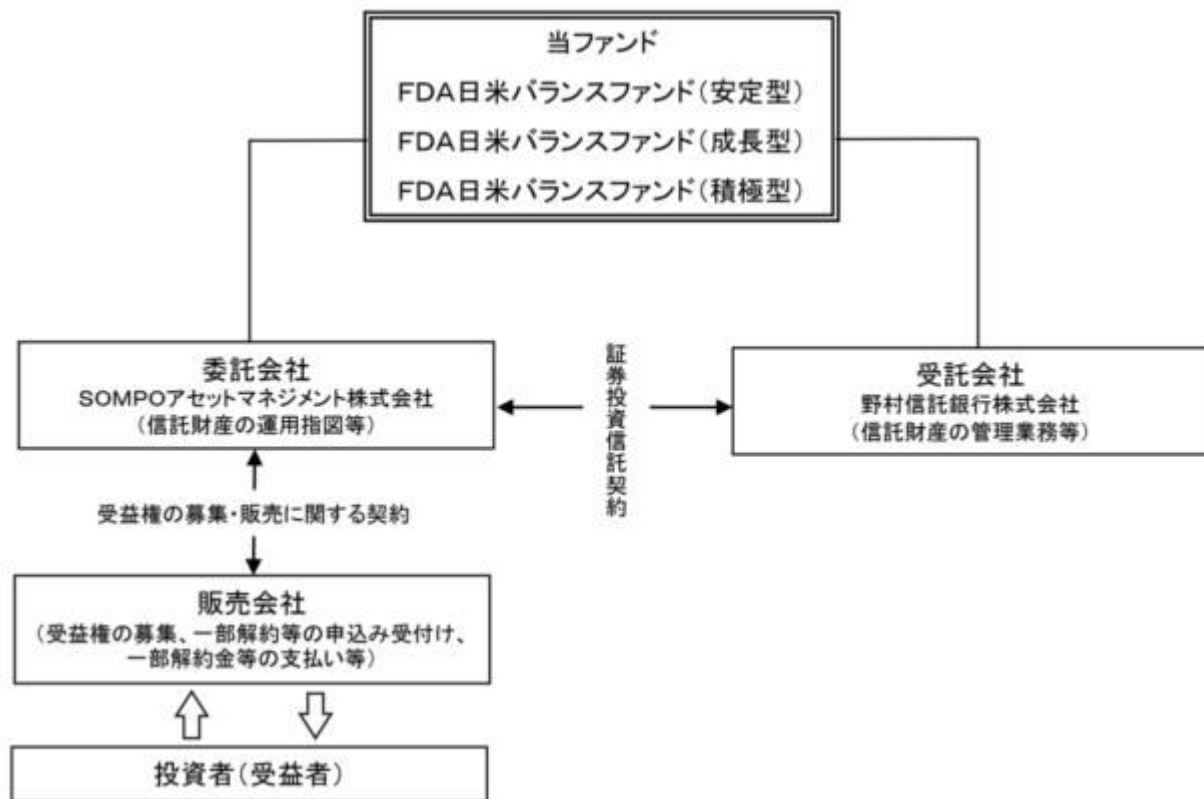 当ファンド
FDA日米バランスファンド(安定型)
FDA日米バランスファンド(成長型)
FDA日米バランスファンド(積極型)
委託会社
SOMPOアセットマネジメント株式会社
(信託財産の運用指図等)
証券投資信託契約
受託会社
野村信託銀行株式会社
(信託財産の管理業務等)
受益権の募集・販売に関する契約
販売会社
(受益権の募集、一部解約等の申込み受付け、
一部解約金等の支払い等)
投資者(受益者)